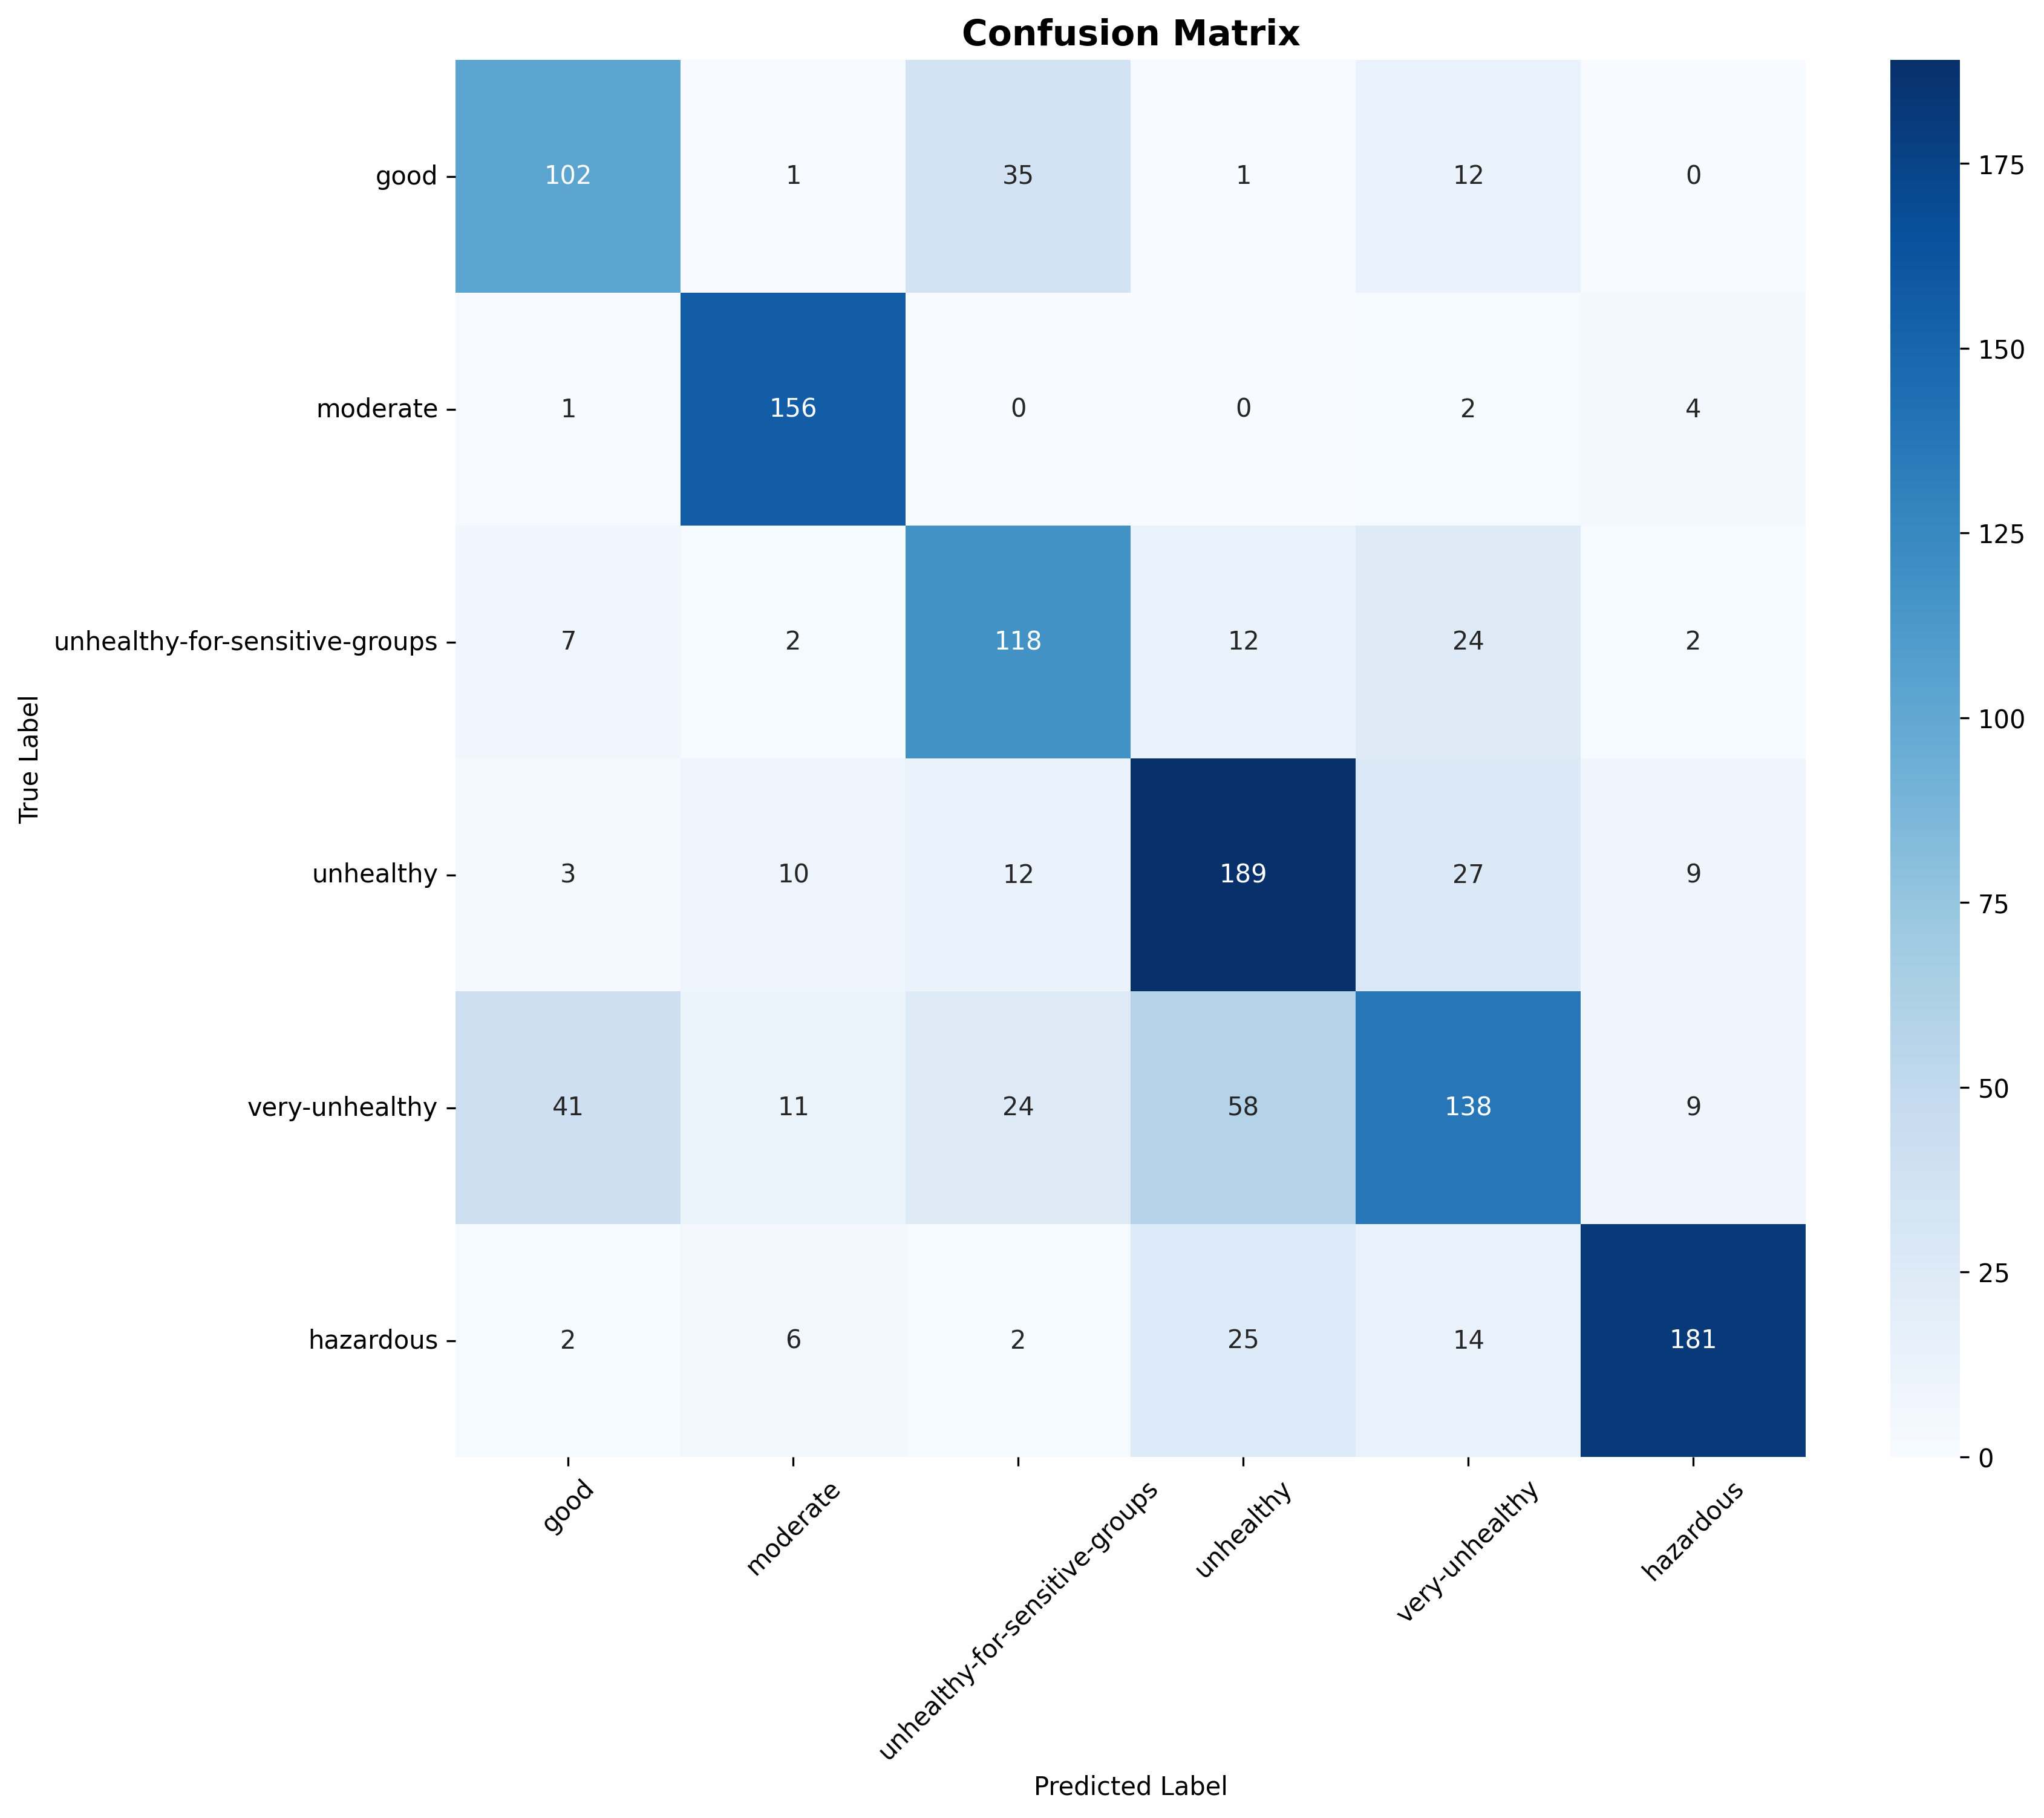 Confusion Matrix
good 102 1 35 1 12 0
moderate 1 156 0 0 2 4
unhealthy-for-sensitive-groups 7 2 118 12 24 2
unhealthy 3 10 12 189 27 9
very-unhealthy 41 11 24 58 138 9
hazardous 2 6 2 25 14 181
True Label
good moderate unhealthy-for-sensitive-groups unhealthy very-unhealthy hazardous
Predicted Label
175
150
125
100
75
50
25
0